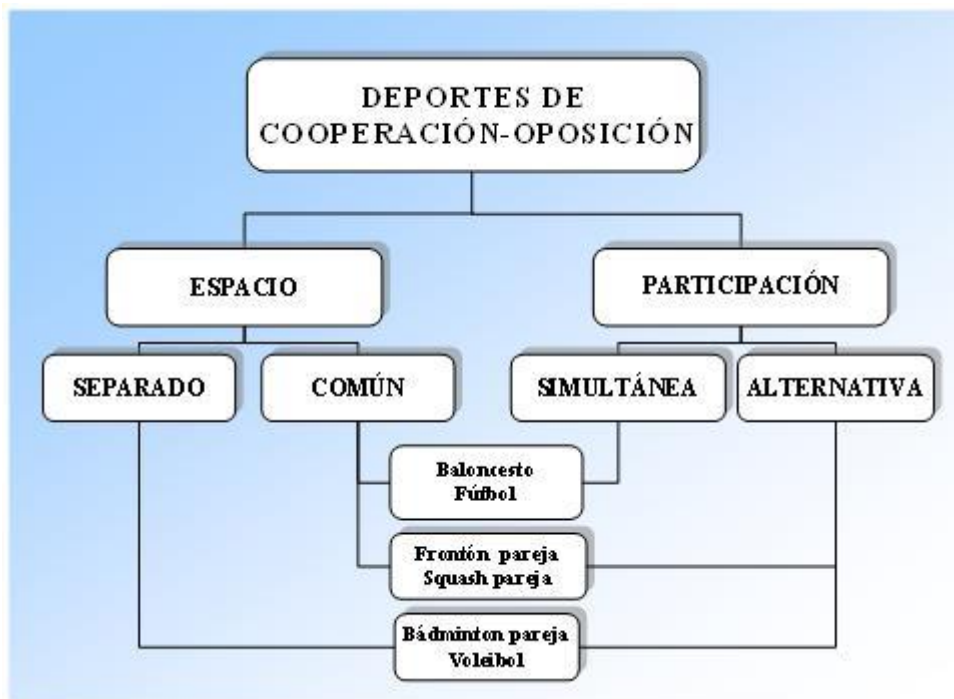 DEPORTES DE
COOPERACIÓN-OPOSICIÓN
ESPACIO
PARTICIPACIÓN
SEPARADO
COMÚN
SIMULTÁNEA
ALTERNATIVA
Baloncesto
Fútbol
Frontón pareja
Squash pareja
Bádminton pareja
Voleibol